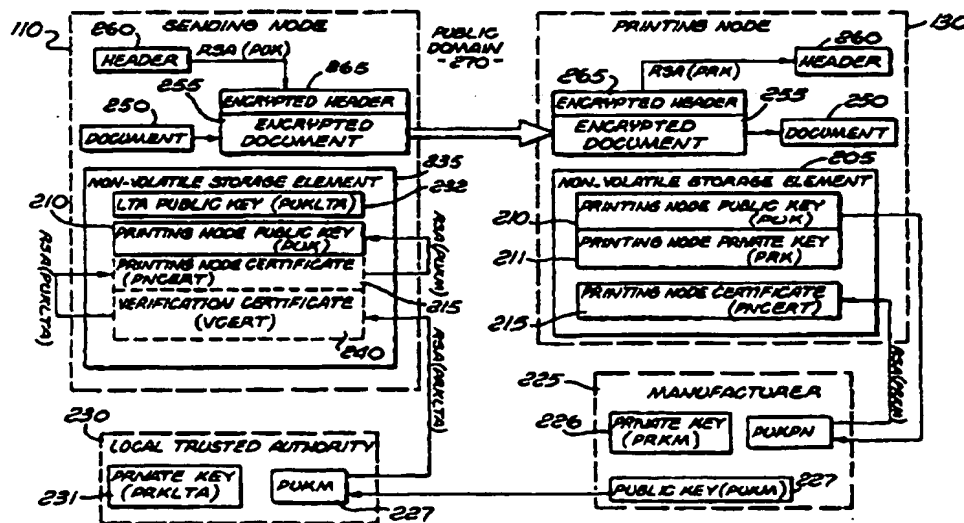 110
SENDING NODE
260
HEADER
RSA (PUK)
PUBLIC
DOMAIN
-270-
265
255
ENCRYPTED HEADER
ENCRYPTED
DOCUMENT
250
DOCUMENT
235
NON-VOLATILE STORAGE ELEMENT
232
LTA PUBLIC KEY (PUKLTA)
210
PRINTING NODE PUBLIC KEY
(PUK)
RSA(PUKM)
RSA(PUKLTA)
PRINTING NODE CERTIFICATE
(PNCERT)
215
VERIFICATION CERTIFICATE
(VCERT)
240
RSA(PRKLTA)
230
LOCAL TRUSTED AUTHORITY
PRIVATE KEY
(PRKLTA)
231
PUKM
227
PRINTING NODE
130
260
HEADER
RSA (PRK)
265
255
ENCRYPTED HEADER
ENCRYPTED
DOCUMENT
250
DOCUMENT
205
NON-VOLATILE STORAGE ELEMENT
210
PRINTING NODE PUBLIC KEY
(PUK)
211
PRINTING NODE PRIVATE KEY
(PRK)
215
PRINTING NODE CERTIFICATE
(PNCERT)
225
MANUFACTURER
226
PRIVATE KEY
(PRKM)
PUKPN
PUBLIC KEY (PUKM)
227